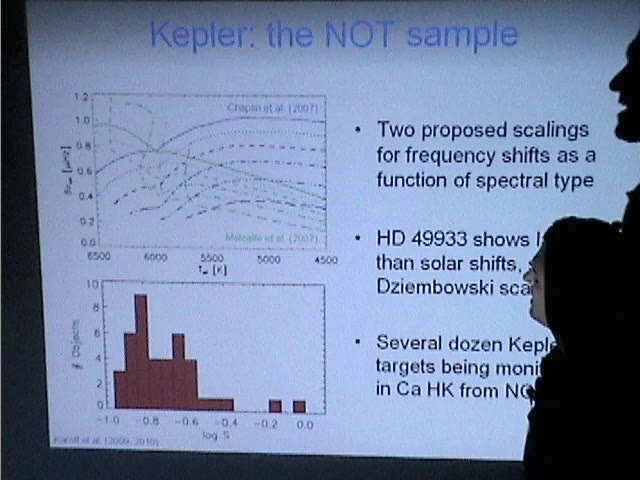 Kepler: the NOT sample
1.2
Chaplin et al. (2007)
1.0
0.8
0.6
0.4
0.2
Metcalfe et al. (2007)
0.0
6500 6000 5500 5000 4500
[K]
• Two proposed scalings
for frequency shifts as a
function of spectral type
• HD 49933 shows
than solar shifts,
Dziembowski
• Several dozen
targets being
in Ca HK from
10
8
6
4
2
0
# Objects
-1.0 -0.8 -0.6 -0.4 -0.2 0.0
log S
Karoff et al. (2009, 2010)